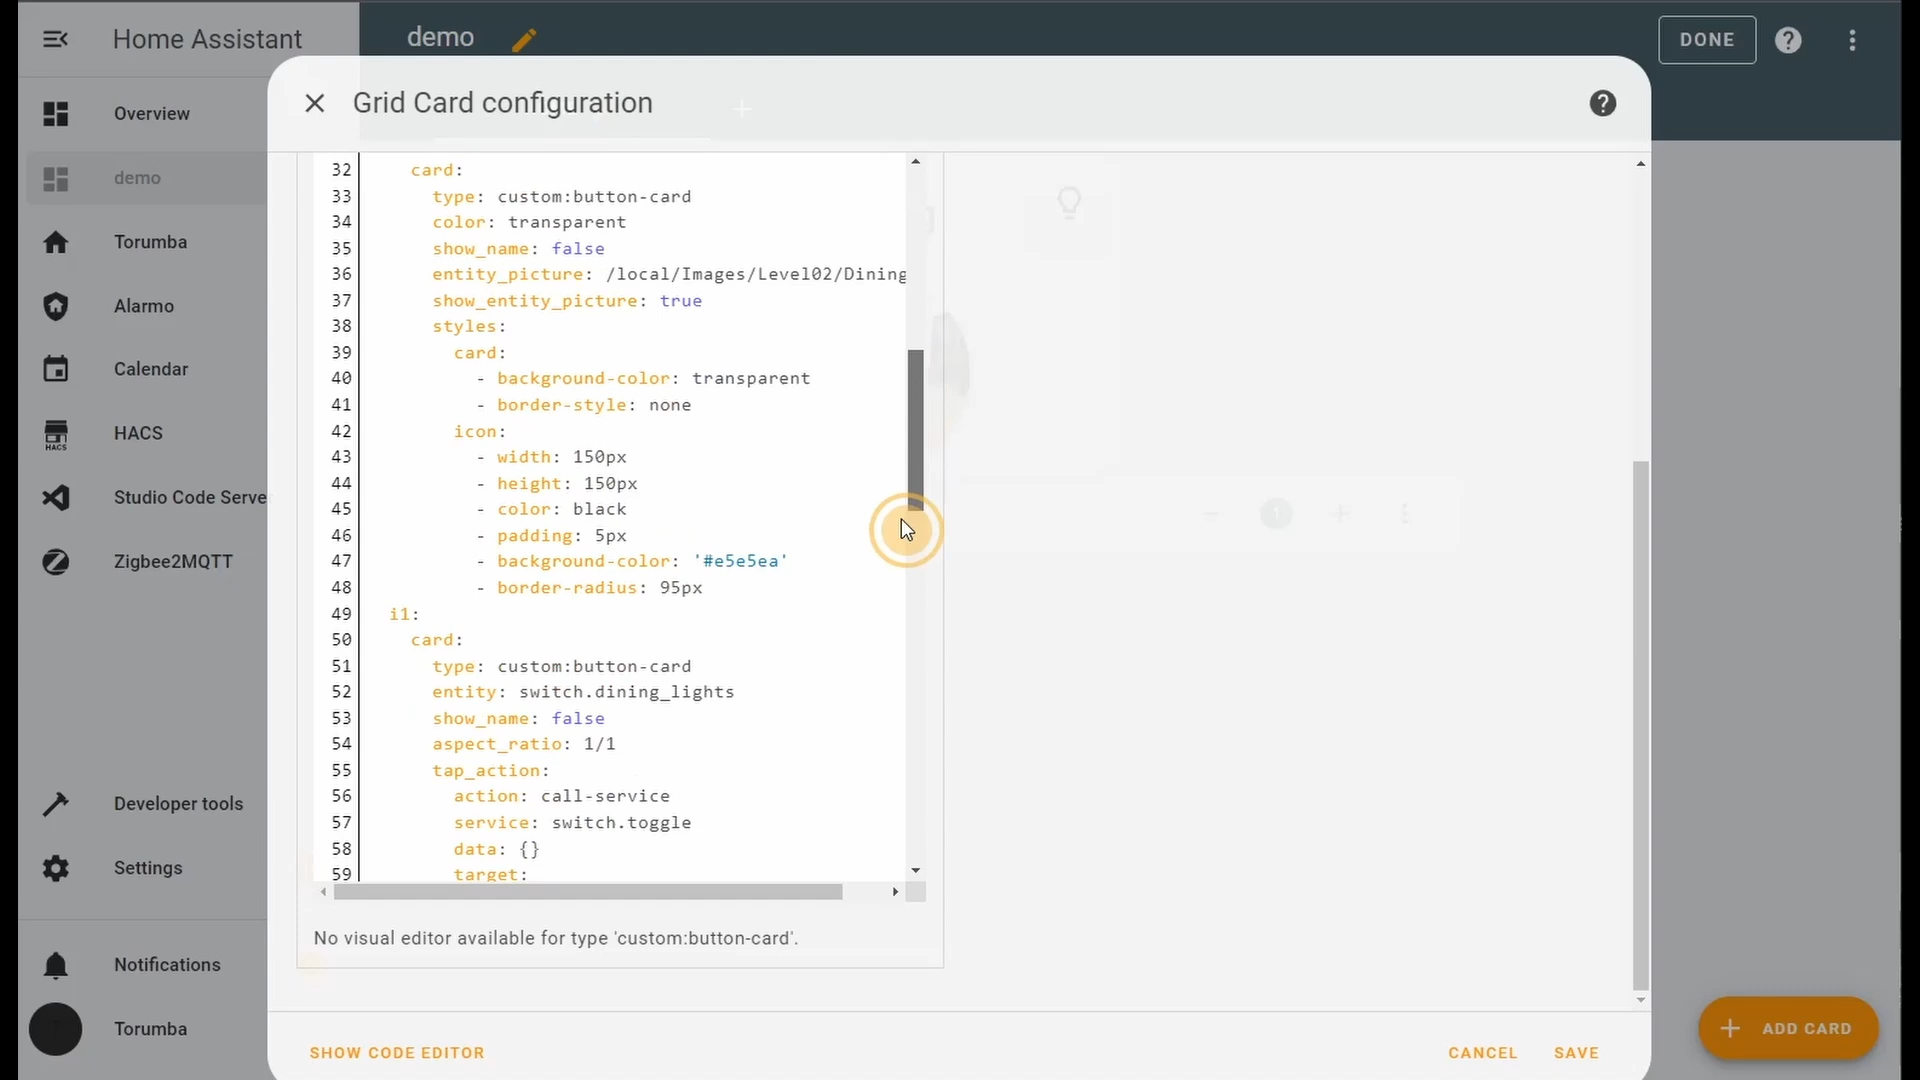 Home Assistant
demo
DONE
Grid Card configuration
Overview
demo
Torumba
Alarmo
Calendar
HACS
HACS
Studio Code Serve
Zigbee2MQTT
Developer tools
Settings
Notifications
Torumba
32 card:
33 type: custom:button-card
34 color: transparent
35 show_name: false
36 entity_picture: /local/Images/Level02/Dining
37 show_entity_picture: true
38 styles:
39 card:
40 - background-color: transparent
41 - border-style: none
42 icon:
43 - width: 150px
44 - height: 150px
45 - color: black
46 - padding: 5px
47 - background-color: '#e5e5ea'
48 - border-radius: 95px
49 i1:
50 card:
51 type: custom:button-card
52 entity: switch.dining_lights
53 show_name: false
54 aspect_ratio: 1/1
55 tap_action:
56 action: call-service
57 service: switch.toggle
58 data: {}
59 target:
1
No visual editor available for type 'custom:button-card'.
SHOW CODE EDITOR
CANCEL
SAVE
ADD CARD